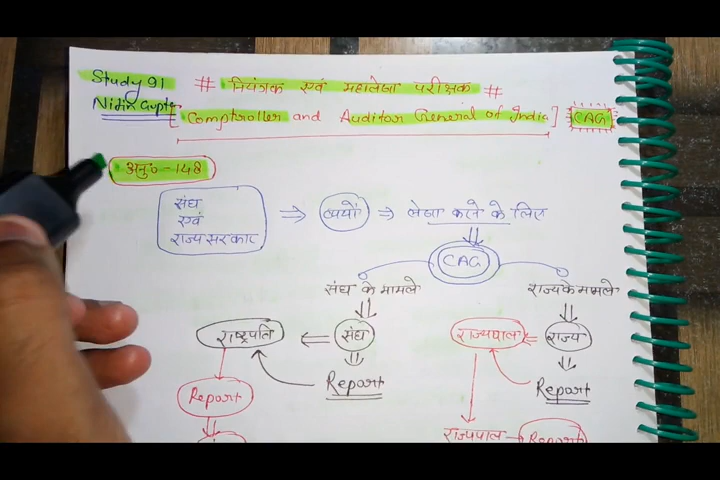 Study 91 # नियंत्रक एवं महालेखा परीक्षक #
Nitin Gupta [Comptroller and Auditor General of India] CAG
अनु०-148
संघ
एवं
राज्य सरकार
⇒ व्ययों ⇒ लेखा करने के लिए
CAG
संघ के मामले राज्य के मामले
राष्ट्रपति ⇐ संघ राज्यपाल ⇐ राज्य
Report Report Report
राज्यपाल Report